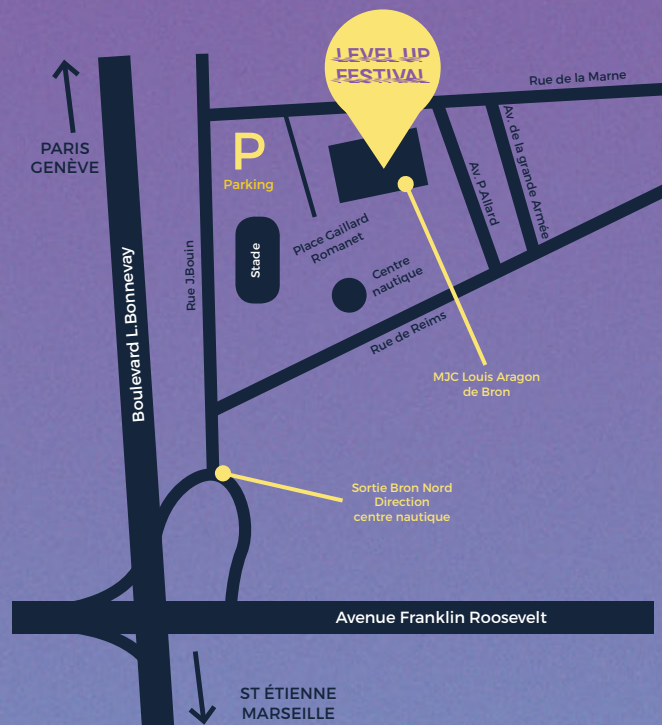 LEVEL UP
FESTIVAL
Rue de la Marne
PARIS
GENÈVE
P
Parking
Av. de la grande Armée
Av. P Allard
Place Gaillard
Romanet
Stade
Rue J.Bouin
Centre
nautique
Boulevard L.Bonnevay
Rue de Reims
MJC Louis Aragon
de Bron
Sortie Bron Nord
Direction
centre nautique
Avenue Franklin Roosevelt
ST ÉTIENNE
MARSEILLE